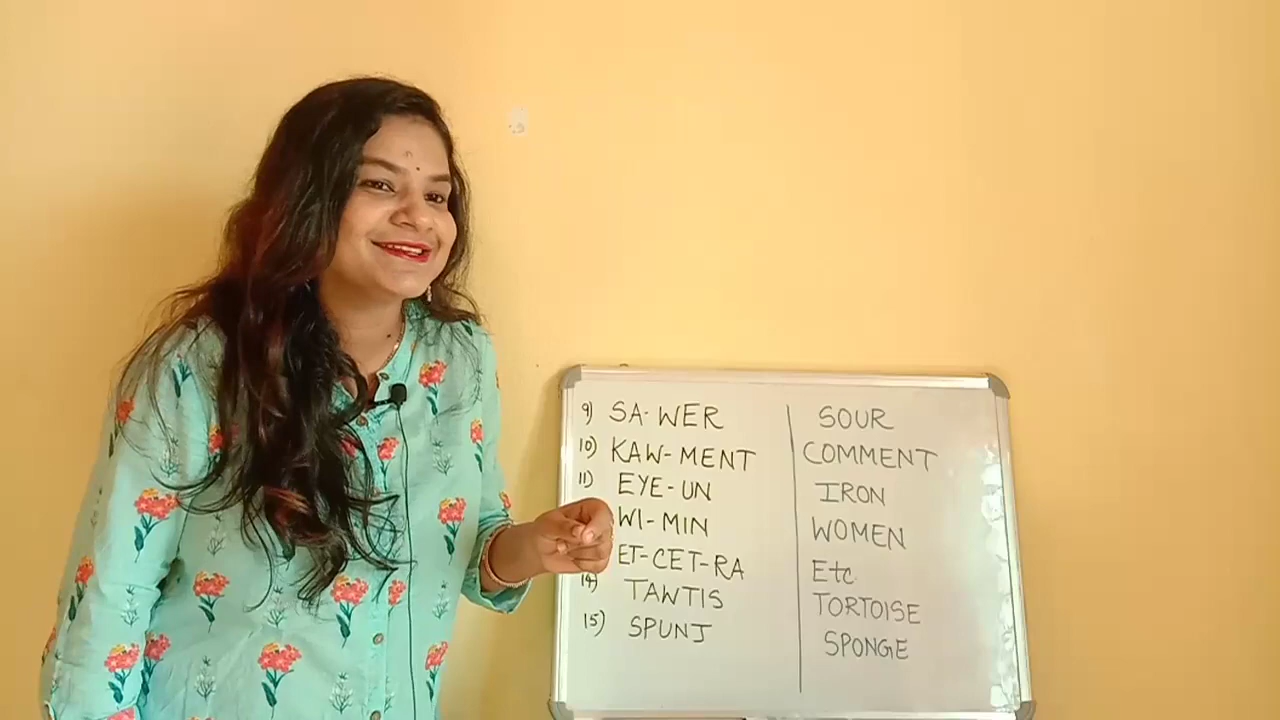 9) SA-WER SOUR
10) KAW-MENT COMMENT
11) EYE-UN IRON
WI-MIN WOMEN
ET-CET-RA Etc
14) TAWTIS TORTOISE
15) SPUNJ SPONGE